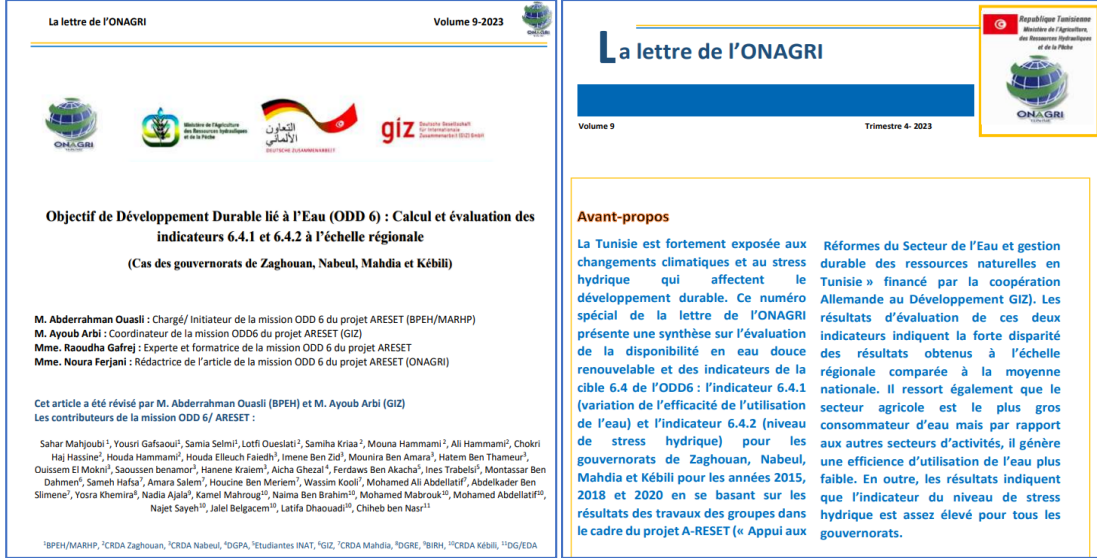 La lettre de l'ONAGRI
Volume 9-2023
ONAGRI
Ministère de l'Agriculture
des Ressources hydrauliques
et de la Pêche
التعاون
الألماني
DEUTSCHE ZUSAMMENARBEIT
giz
Deutsche Gesellschaft
für Internationale
Zusammenarbeit (GIZ) GmbH
Objectif de Développement Durable lié à l'Eau (ODD 6) : Calcul et évaluation des
indicateurs 6.4.1 et 6.4.2 à l'échelle régionale
(Cas des gouvernorats de Zaghouan, Nabeul, Mahdia et Kébili)
M. Abderrahman Ouasli : Chargé/ Initiateur de la mission ODD 6 du projet ARESET (BPEH/MARHP)
M. Ayoub Arbi : Coordinateur de la mission ODD6 du projet ARESET (GIZ)
Mme. Raoudha Gafrej : Experte et formatrice de la mission ODD 6 du projet ARESET
Mme. Noura Ferjani : Rédactrice de l'article de la mission ODD 6 du projet ARESET (ONAGRI)
Cet article a été révisé par M. Abderrahman Ouasli (BPEH) et M. Ayoub Arbi (GIZ)
Les contributeurs de la mission ODD 6/ ARESET :
Sahar Mahjoubi¹, Yousri Gafsaoui¹, Samia Selmi¹, Lotfi Oueslati², Samiha Kriaa², Mouna Hammami², Ali Hammami², Chokri
Haj Hassine², Houda Hammami², Houda Elleuch Faiedh³, Imene Ben Zid³, Mounira Ben Amara³, Hatem Ben Thameur³,
Ouissem El Mokni³, Saoussen benamor³, Hanene Kraiem³, Aicha Ghezal⁴, Ferdaws Ben Akacha⁵, Ines Trabelsi⁵, Montassar Ben
Dahmen⁶, Sameh Hafsa⁷, Amara Salem⁷, Houcine Ben Meriem⁷, Wassim Kooli⁷, Mohamed Ali Abdellatif⁷, Abdelkader Ben
Slimene⁷, Yosra Khemira⁸, Nadia Ajala⁹, Kamel Mahroug¹⁰, Naima Ben Brahim¹⁰, Mohamed Mabrouk¹⁰, Mohamed Abdellatif¹⁰,
Najet Sayeh¹⁰, Jalel Belgacem¹⁰, Latifa Dhaouadi¹⁰, Chiheb ben Nasr¹¹
¹BPEH/MARHP, ²CRDA Zaghouan, ³CRDA Nabeul, ⁴DGPA, ⁵Etudiantes INAT, ⁶GIZ, ⁷CRDA Mahdia, ⁸DGRE, ⁹BIRH, ¹⁰CRDA Kébili, ¹¹DG/EDA
La lettre de l'ONAGRI
Republique Tunisienne
Ministère de l'Agriculture,
des Ressources Hydrauliques
et de la Pêche
ONAGRI
Volume 9
Trimestre 4- 2023
Avant-propos
La Tunisie est fortement exposée aux
changements climatiques et au stress
hydrique qui affectent le
développement durable. Ce numéro
spécial de la lettre de l'ONAGRI
présente une synthèse sur l'évaluation
de la disponibilité en eau douce
renouvelable et des indicateurs de la
cible 6.4 de l'ODD6 : l'indicateur 6.4.1
(variation de l'efficacité de l'utilisation
de l'eau) et l'indicateur 6.4.2 (niveau
de stress hydrique) pour les
gouvernorats de Zaghouan, Nabeul,
Mahdia et Kébili pour les années 2015,
2018 et 2020 en se basant sur les
résultats des travaux des groupes dans
le cadre du projet A-RESET (« Appui aux
Réformes du Secteur de l'Eau et gestion
durable des ressources naturelles en
Tunisie » financé par la coopération
Allemande au Développement GIZ). Les
résultats d'évaluation de ces deux
indicateurs indiquent la forte disparité
des résultats obtenus à l'échelle
régionale comparée à la moyenne
nationale. Il ressort également que le
secteur agricole est le plus gros
consommateur d'eau mais par rapport
aux autres secteurs d'activités, il génère
une efficience d'utilisation de l'eau plus
faible. En outre, les résultats indiquent
que l'indicateur du niveau de stress
hydrique est assez élevé pour tous les
gouvernorats.